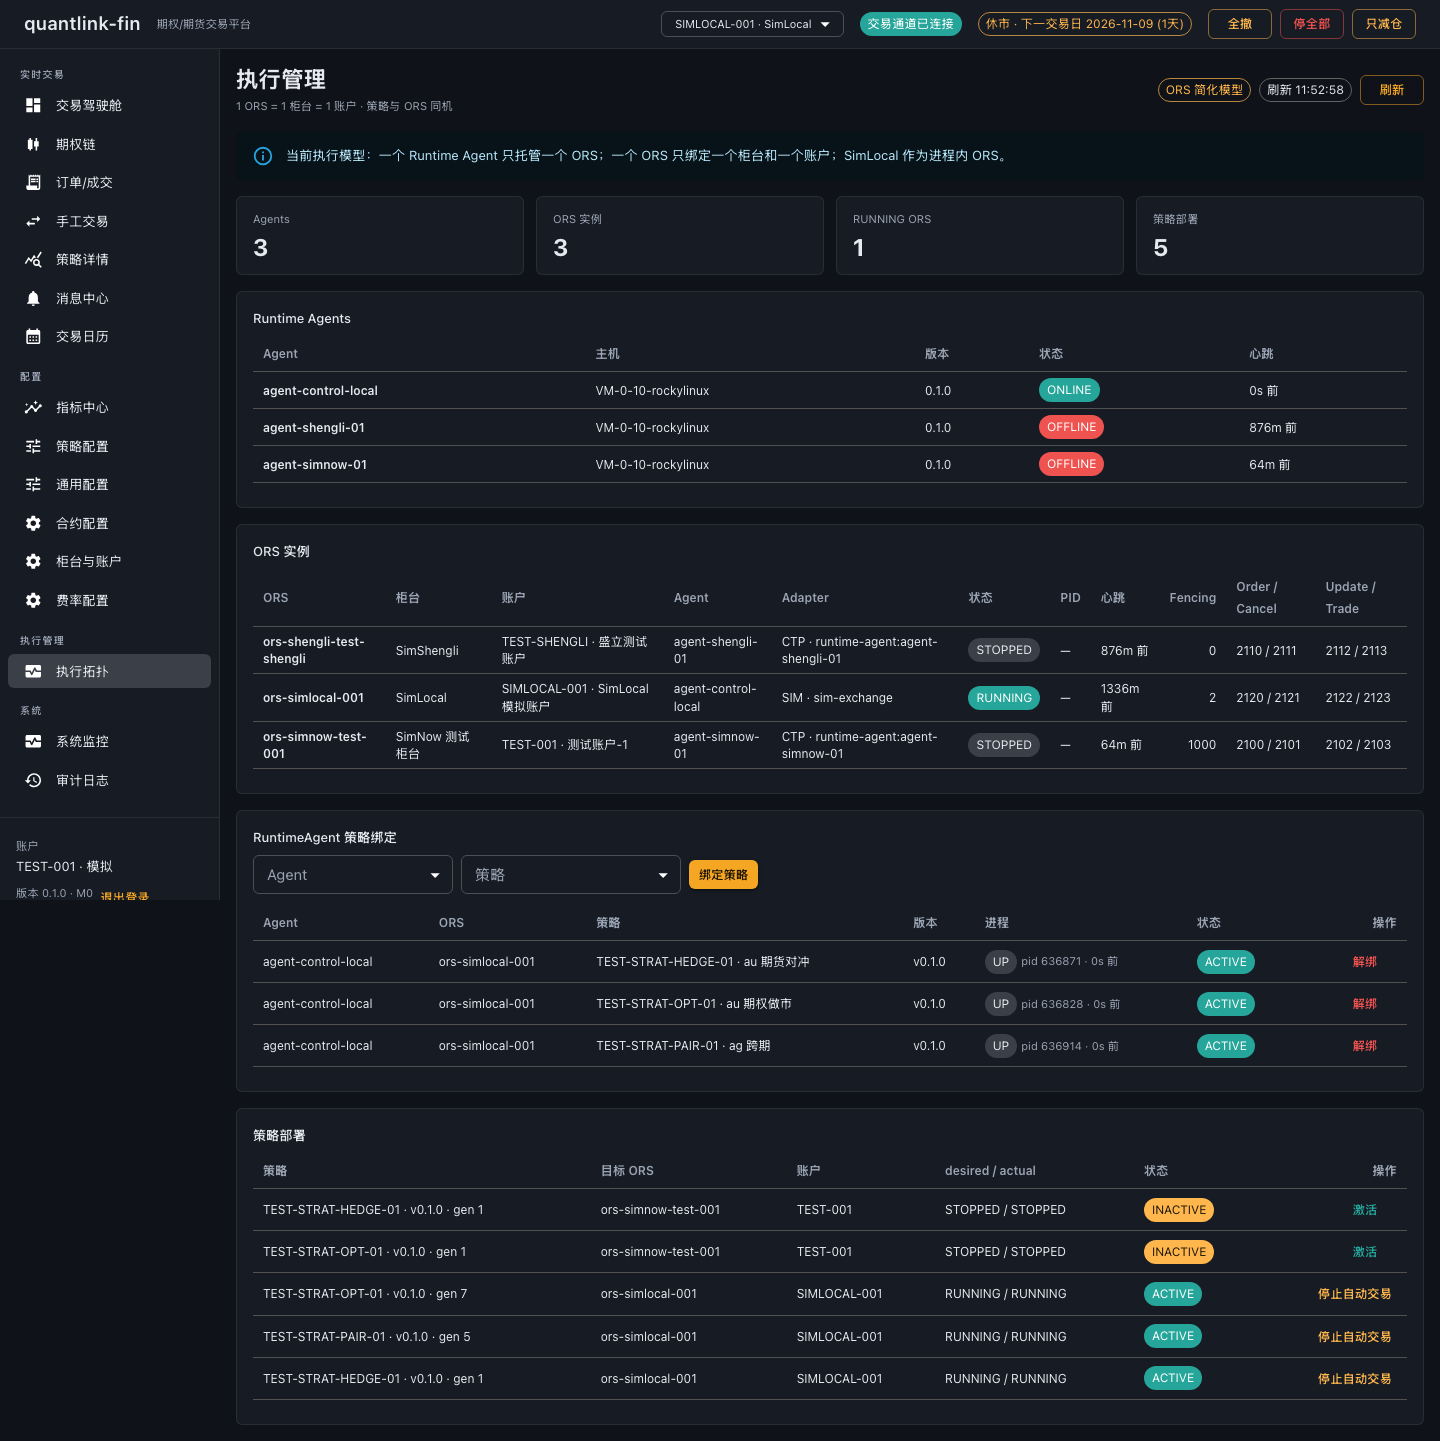 quantlink-fin 期权/期货交易平台 SIMLOCAL-001 · SimLocal 交易通道已连接 休市 · 下一交易日 2026-11-09 (1天) 全撤 停全部 只减仓
实时交易
交易驾驶舱
期权链
订单/成交
手工交易
策略详情
消息中心
交易日历
配置
指标中心
策略配置
通用配置
合约配置
柜台与账户
费率配置
执行管理
执行拓扑
系统
系统监控
审计日志
账户
TEST-001 · 模拟
版本 0.1.0 · M0 退出登录
执行管理
1 ORS = 1 柜台 = 1 账户 · 策略与 ORS 同机
ORS 简化模型 刷新 11:52:58 刷新
当前执行模型：一个 Runtime Agent 只托管一个 ORS；一个 ORS 只绑定一个柜台和一个账户；SimLocal 作为进程内 ORS。
Agents
3
ORS 实例
3
RUNNING ORS
1
策略部署
5
Runtime Agents
Agent 主机 版本 状态 心跳
agent-control-local VM-0-10-rockylinux 0.1.0 ONLINE 0s 前
agent-shengli-01 VM-0-10-rockylinux 0.1.0 OFFLINE 876m 前
agent-simnow-01 VM-0-10-rockylinux 0.1.0 OFFLINE 64m 前
ORS 实例
ORS 柜台 账户 Agent Adapter 状态 PID 心跳 Fencing Order / Cancel Update / Trade
ors-shengli-test-shengli SimShengli TEST-SHENGLI · 盛立测试账户 agent-shengli-01 CTP · runtime-agent:agent-shengli-01 STOPPED — 876m 前 0 2110 / 2111 2112 / 2113
ors-simlocal-001 SimLocal SIMLOCAL-001 · SimLocal 模拟账户 agent-control-local SIM · sim-exchange RUNNING — 1336m 前 2 2120 / 2121 2122 / 2123
ors-simnow-test-001 SimNow 测试柜台 TEST-001 · 测试账户-1 agent-simnow-01 CTP · runtime-agent:agent-simnow-01 STOPPED — 64m 前 1000 2100 / 2101 2102 / 2103
RuntimeAgent 策略绑定
Agent 策略 绑定策略
Agent ORS 策略 版本 进程 状态 操作
agent-control-local ors-simlocal-001 TEST-STRAT-HEDGE-01 · au 期货对冲 v0.1.0 UP pid 636871 · 0s 前 ACTIVE 解绑
agent-control-local ors-simlocal-001 TEST-STRAT-OPT-01 · au 期权做市 v0.1.0 UP pid 636828 · 0s 前 ACTIVE 解绑
agent-control-local ors-simlocal-001 TEST-STRAT-PAIR-01 · ag 跨期 v0.1.0 UP pid 636914 · 0s 前 ACTIVE 解绑
策略部署
策略 目标 ORS 账户 desired / actual 状态 操作
TEST-STRAT-HEDGE-01 · v0.1.0 · gen 1 ors-simnow-test-001 TEST-001 STOPPED / STOPPED INACTIVE 激活
TEST-STRAT-OPT-01 · v0.1.0 · gen 1 ors-simnow-test-001 TEST-001 STOPPED / STOPPED INACTIVE 激活
TEST-STRAT-OPT-01 · v0.1.0 · gen 7 ors-simlocal-001 SIMLOCAL-001 RUNNING / RUNNING ACTIVE 停止自动交易
TEST-STRAT-PAIR-01 · v0.1.0 · gen 5 ors-simlocal-001 SIMLOCAL-001 RUNNING / RUNNING ACTIVE 停止自动交易
TEST-STRAT-HEDGE-01 · v0.1.0 · gen 1 ors-simlocal-001 SIMLOCAL-001 RUNNING / RUNNING ACTIVE 停止自动交易